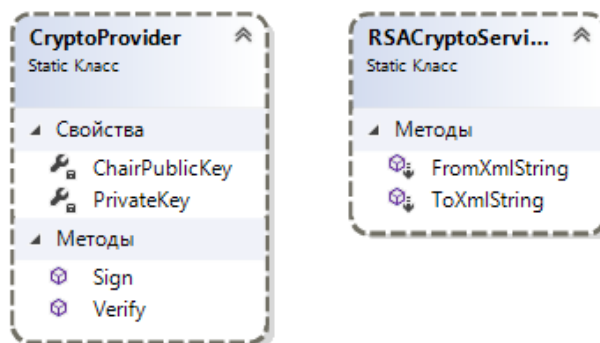 CryptoProvider
Static Класс
Свойства
ChairPublicKey
PrivateKey
Методы
Sign
Verify
RSACryptoServi...
Static Класс
Методы
FromXmlString
ToXmlString